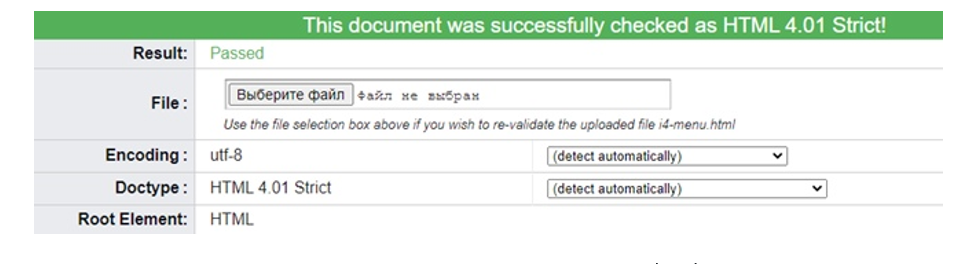 This document was successfully checked as HTML 4.01 Strict!
Result: Passed
File : Выберите файл Файл не выбран
Use the file selection box above if you wish to re-validate the uploaded file i4-menu.html
Encoding : utf-8 (detect automatically)
Doctype : HTML 4.01 Strict (detect automatically)
Root Element: HTML